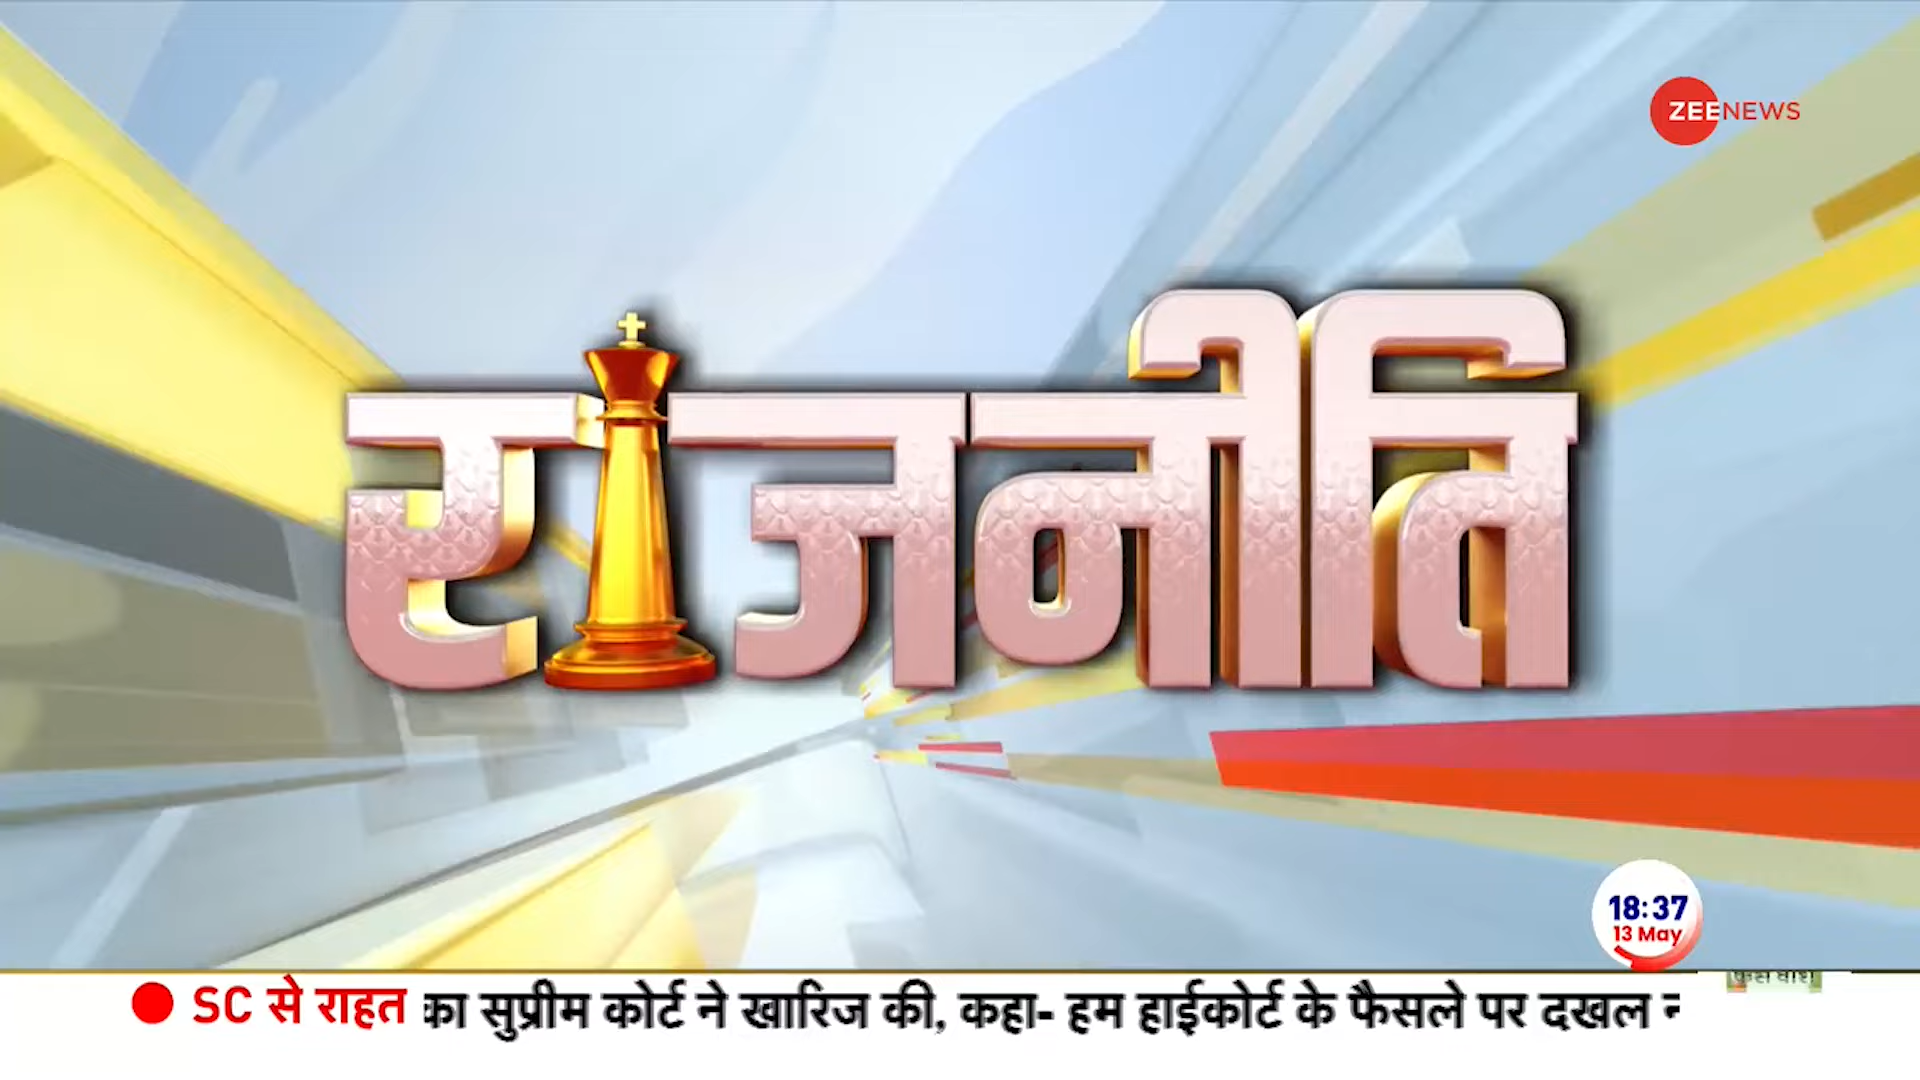 ZEENEWS
राजनीति
18:37
13 May
SC से राहत का सुप्रीम कोर्ट ने खारिज की, कहा- हम हाईकोर्ट के फैसले पर दखल